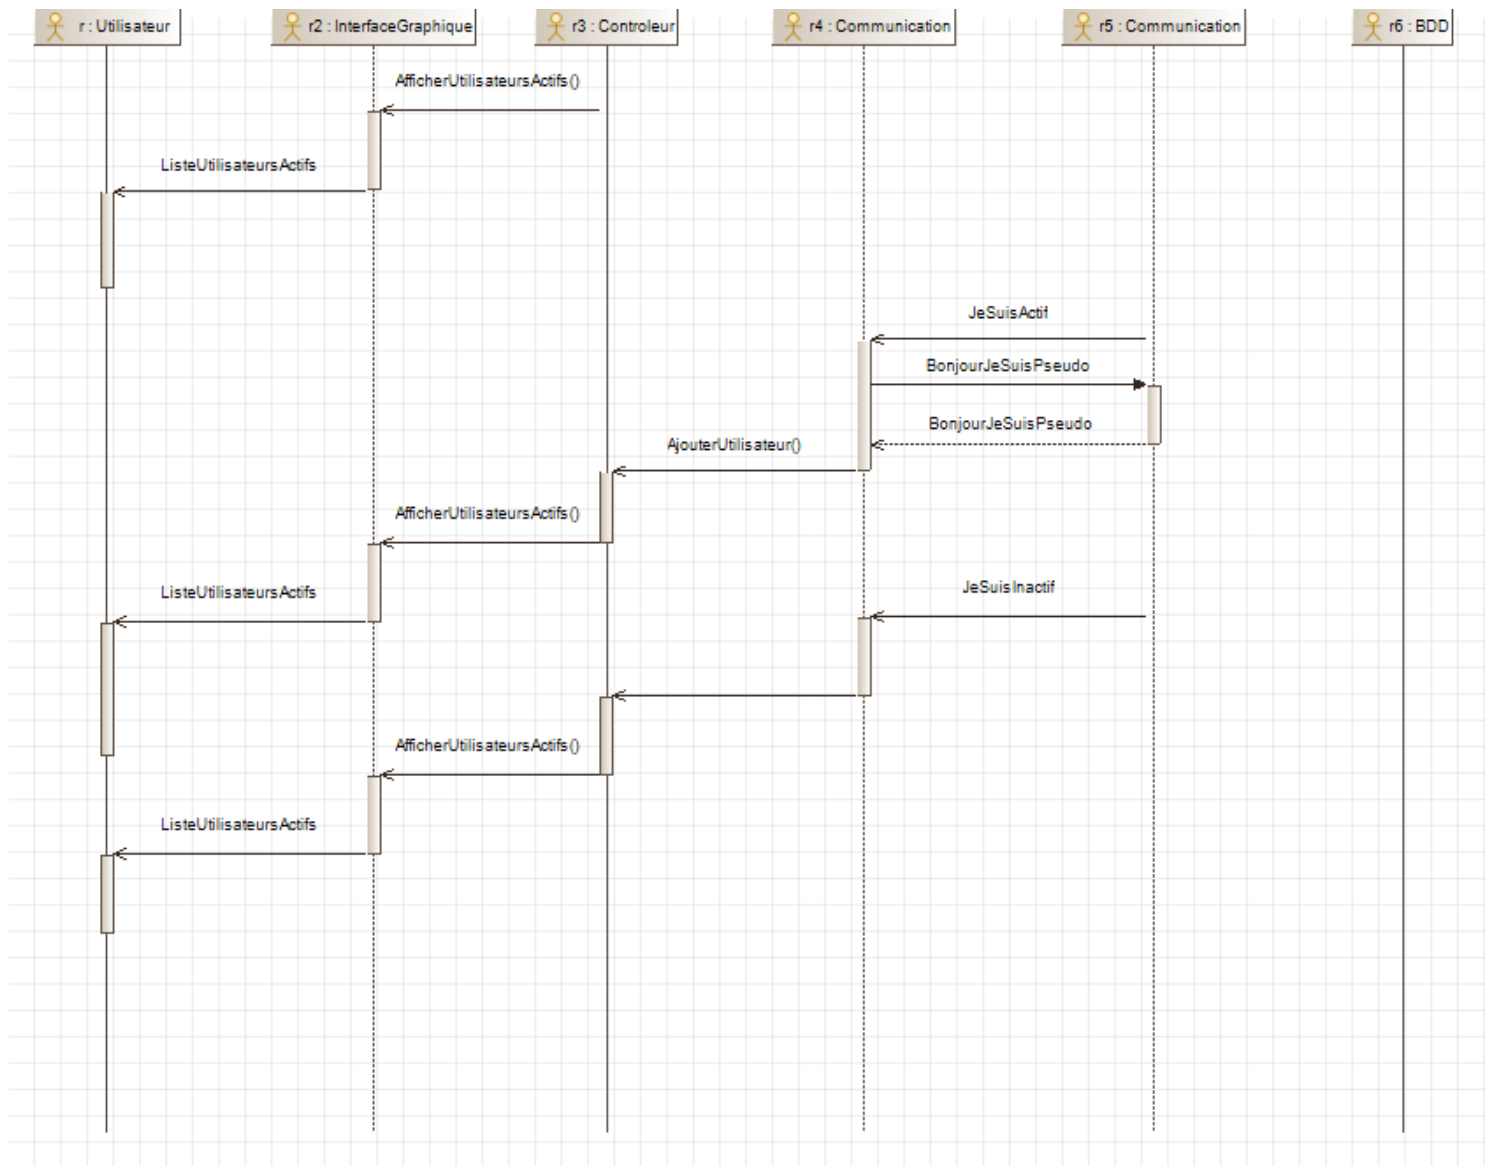 r : Utilisateur
r2 : InterfaceGraphique
r3 : Controleur
r4 : Communication
r5 : Communication
r6 : BDD
AfficherUtilisateursActifs()
ListeUtilisateursActifs
JeSuisActif
BonjourJeSuisPseudo
BonjourJeSuisPseudo
AjouterUtilisateur()
AfficherUtilisateursActifs()
JeSuisInactif
ListeUtilisateursActifs
AfficherUtilisateursActifs()
ListeUtilisateursActifs